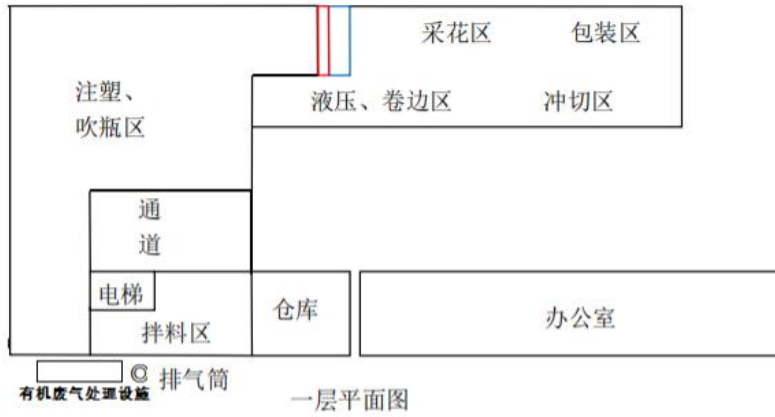 采花区
包装区
注塑、
吹瓶区
液压、卷边区
冲切区
通
道
电梯
仓库
办公室
拌料区
排气筒
有机废气处理设施
一层平面图